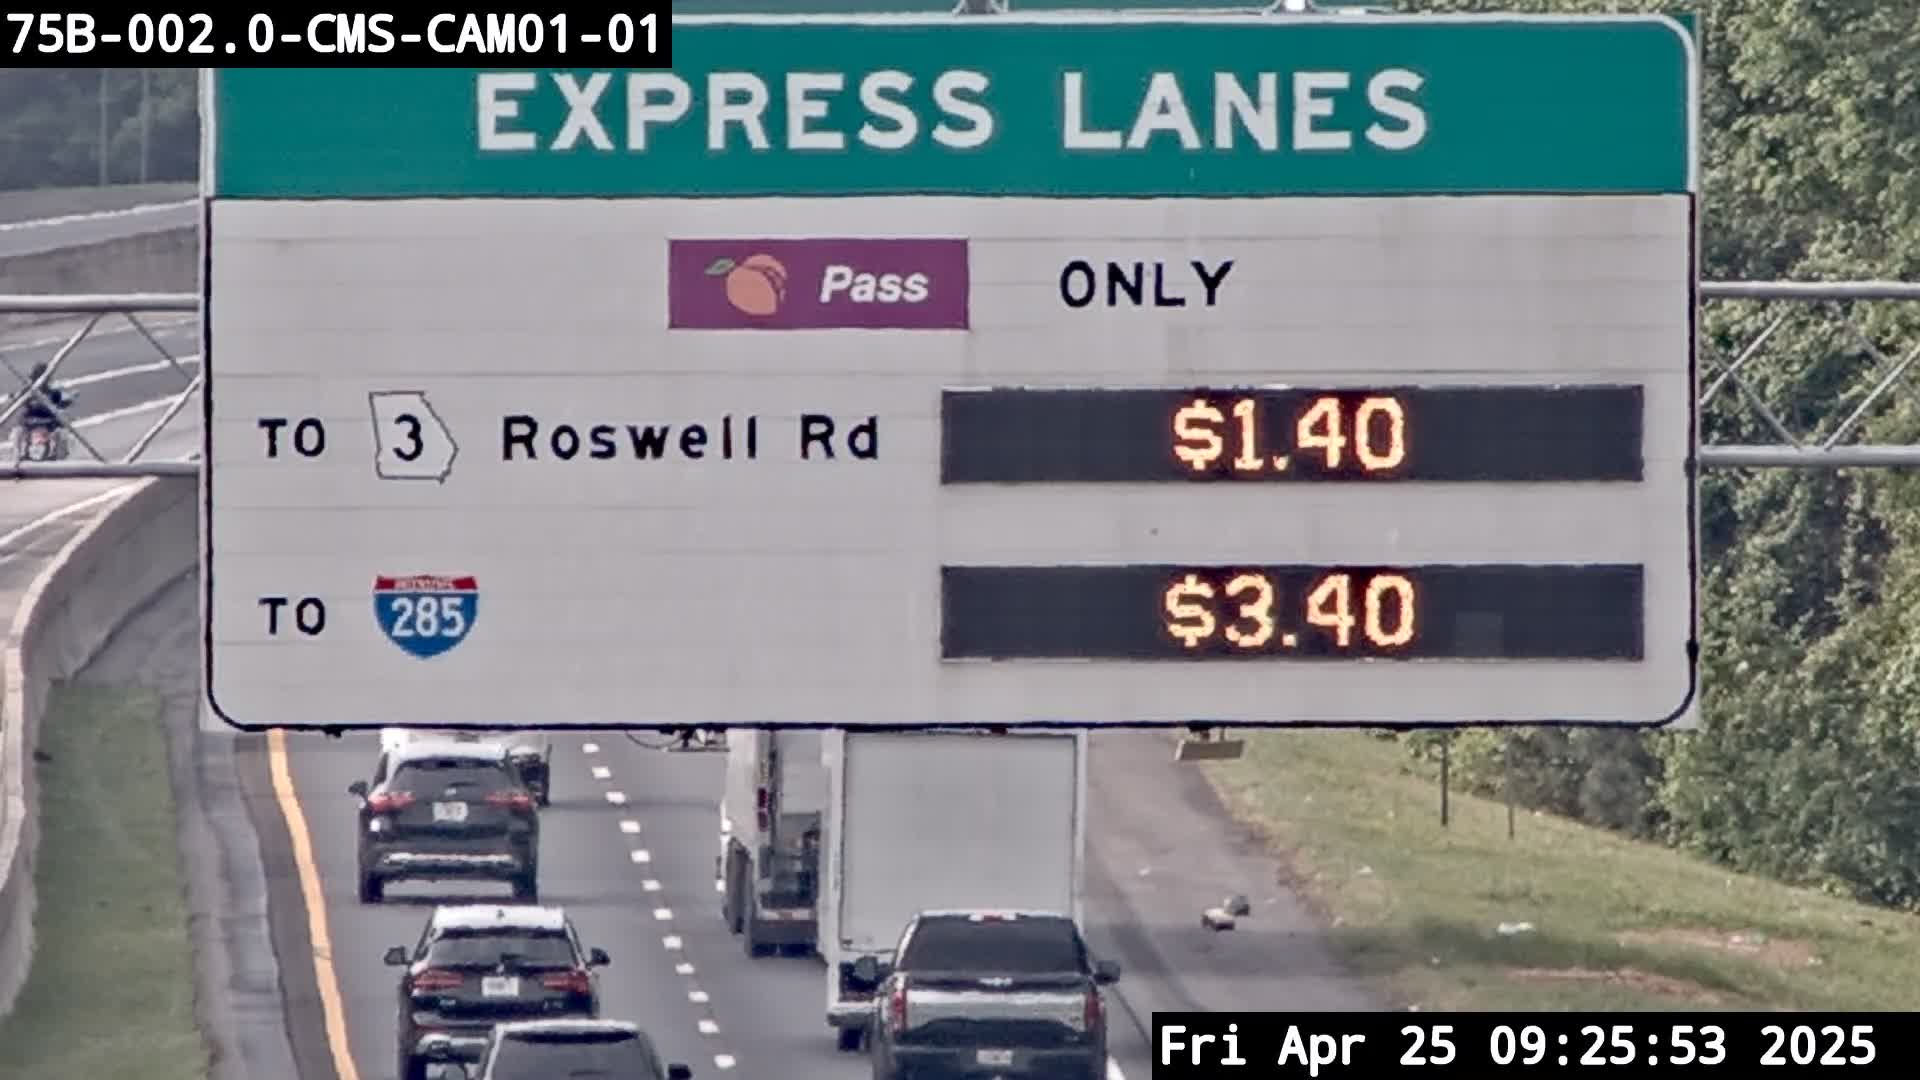 75B-002.0-CMS-CAM01-01
EXPRESS LANES
Pass ONLY
TO 3 Roswell Rd $1.40
TO INTERSTATE 285 $3.40
Fri Apr 25 09:25:53 2025